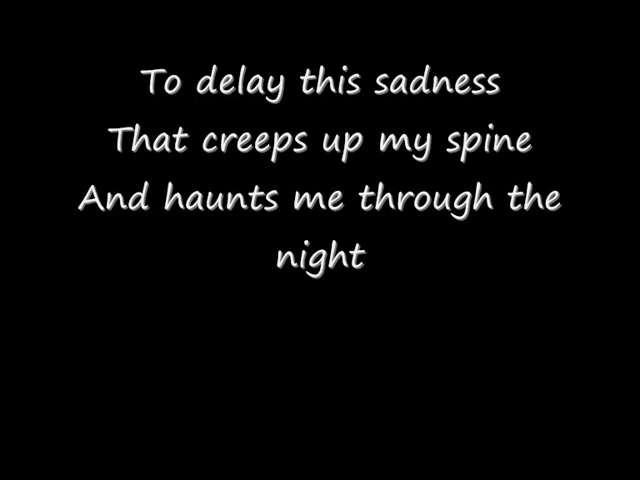 To delay this sadness
That creeps up my spine
And haunts me through the
night